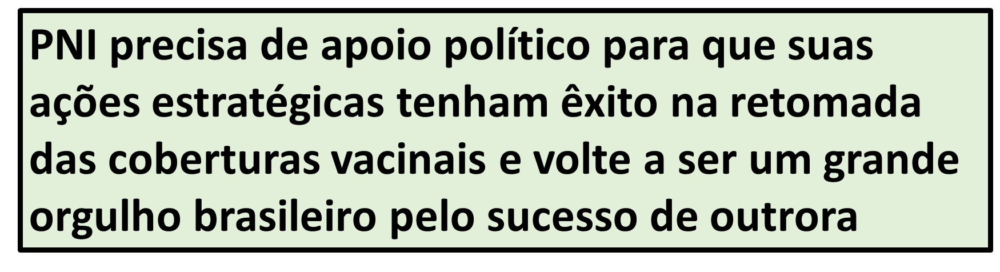 PNI precisa de apoio político para que suas
ações estratégicas tenham êxito na retomada
das coberturas vacinais e volte a ser um grande
orgulho brasileiro pelo sucesso de outrora